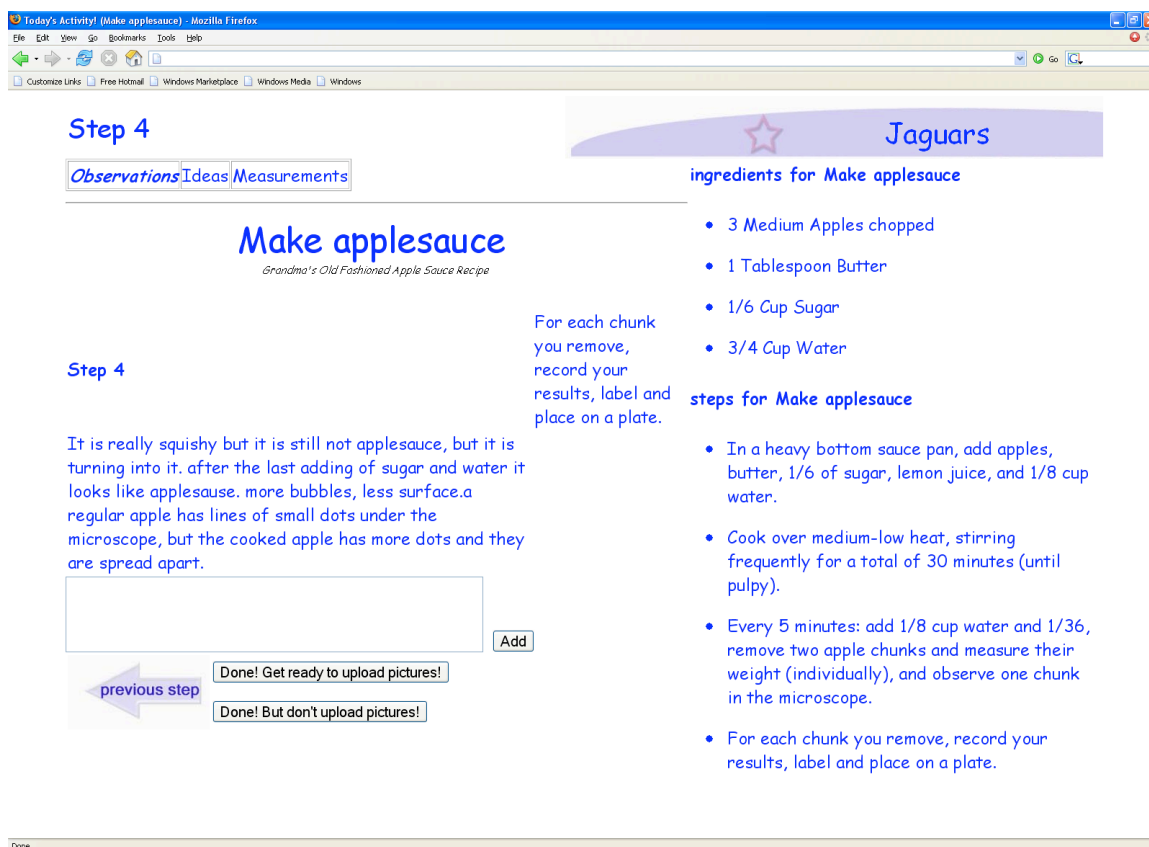 Today's Activity! (Make applesauce) - Mozilla Firefox
File Edit View Go Bookmarks Tools Help
Go
Customize Links Free Hotmail Windows Marketplace Windows Media Windows
Step 4
Jaguars
Observations Ideas Measurements
Make applesauce
Grandma's Old Fashioned Apple Sauce Recipe
Step 4
For each chunk
you remove,
record your
results, label and
place on a plate.
It is really squishy but it is still not applesauce, but it is
turning into it. after the last adding of sugar and water it
looks like applesause. more bubbles, less surface.a
regular apple has lines of small dots under the
microscope, but the cooked apple has more dots and they
are spread apart.
Add
previous step
Done! Get ready to upload pictures!
Done! But don't upload pictures!
ingredients for Make applesauce
• 3 Medium Apples chopped
• 1 Tablespoon Butter
• 1/6 Cup Sugar
• 3/4 Cup Water
steps for Make applesauce
• In a heavy bottom sauce pan, add apples,
butter, 1/6 of sugar, lemon juice, and 1/8 cup
water.
• Cook over medium-low heat, stirring
frequently for a total of 30 minutes (until
pulpy).
• Every 5 minutes: add 1/8 cup water and 1/36,
remove two apple chunks and measure their
weight (individually), and observe one chunk
in the microscope.
• For each chunk you remove, record your
results, label and place on a plate.
Done